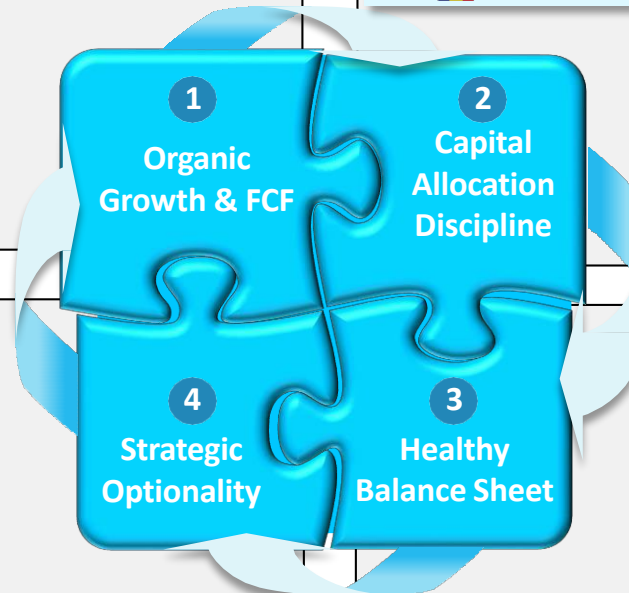 1
Organic
Growth & FCF
2
Capital
Allocation
Discipline
4
Strategic
Optionality
3
Healthy
Balance Sheet